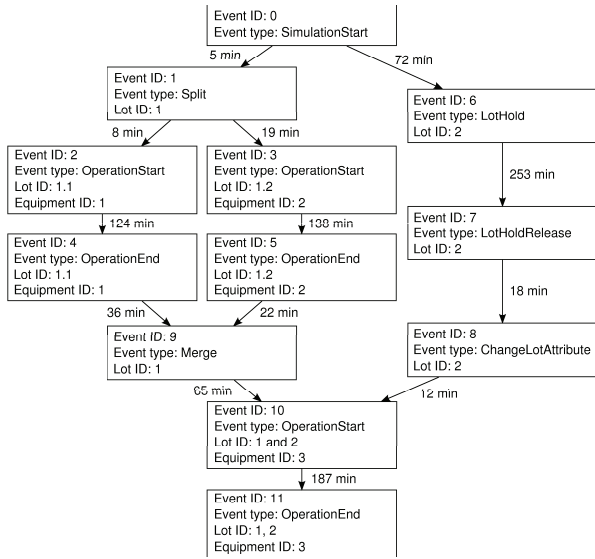 Event ID: 0
Event type: SimulationStart
5 min
72 min
Event ID: 1
Event type: Split
Lot ID: 1
Event ID: 6
Event type: LotHold
Lot ID: 2
8 min
19 min
Event ID: 2
Event type: OperationStart
Lot ID: 1.1
Equipment ID: 1
Event ID: 3
Event type: OperationStart
Lot ID: 1.2
Equipment ID: 2
253 min
124 min
138 min
Event ID: 4
Event type: OperationEnd
Lot ID: 1.1
Equipment ID: 1
Event ID: 5
Event type: OperationEnd
Lot ID: 1.2
Equipment ID: 2
Event ID: 7
Event type: LotHoldRelease
Lot ID: 2
18 min
36 min
22 min
Event ID: 9
Event type: Merge
Lot ID: 1
Event ID: 8
Event type: ChangeLotAttribute
Lot ID: 2
65 min
12 min
Event ID: 10
Event type: OperationStart
Lot ID: 1 and 2
Equipment ID: 3
187 min
Event ID: 11
Event type: OperationEnd
Lot ID: 1, 2
Equipment ID: 3